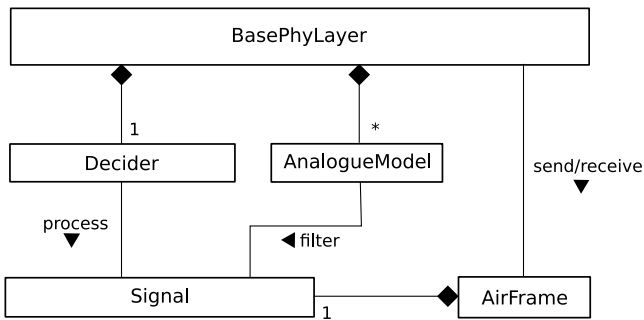 BasePhyLayer
1
*
Decider
AnalogueModel
send/receive
process
filter
Signal
1
AirFrame